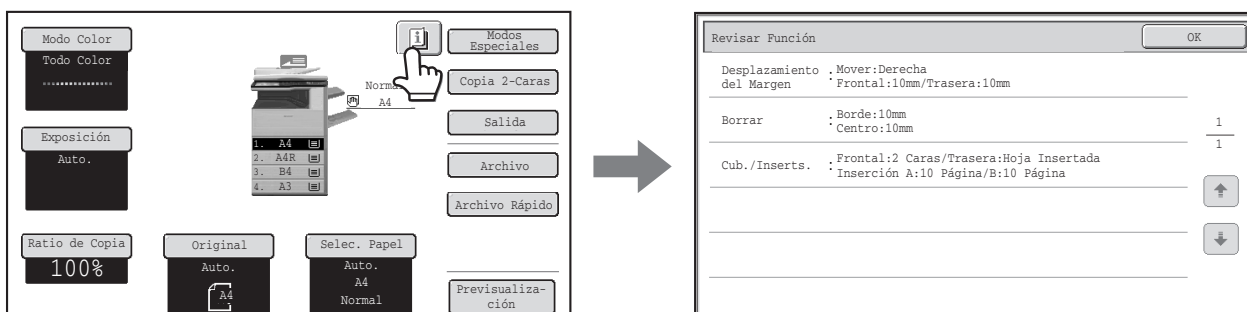 Modo Color
Todo Color
Exposición
Auto.
Ratio de Copia
100%
Original
Auto.
A4
Selec. Papel
Auto.
A4
Normal
A4
1. A4
2. A4R
3. B4
4. A3
Modos
Especiales
Copia 2-Caras
Salida
Archivo
Archivo Rápido
Previsualiza-
ción
Revisar Función
OK
Desplazamiento
del Margen
: Mover:Derecha
Frontal:10mm/Trasera:10mm
Borrar
: Borde:10mm
Centro:10mm
Cub./Inserts.
: Frontal:2 Caras/Trasera:Hoja Insertada
Inserción A:10 Página/B:10 Página
1
1